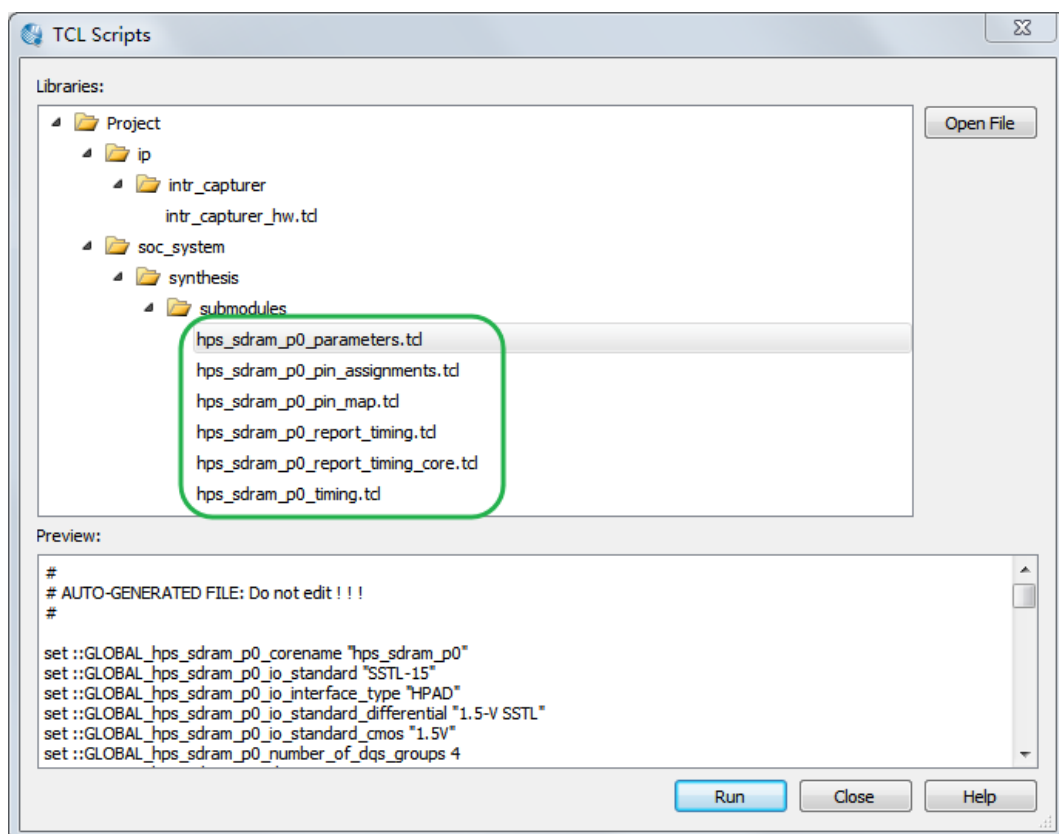 TCL Scripts
Libraries:
Project
Open File
ip
intr_capturer
intr_capturer_hw.tcl
soc_system
synthesis
submodules
hps_sdram_p0_parameters.tcl
hps_sdram_p0_pin_assignments.tcl
hps_sdram_p0_pin_map.tcl
hps_sdram_p0_report_timing.tcl
hps_sdram_p0_report_timing_core.tcl
hps_sdram_p0_timing.tcl
Preview:
#
# AUTO-GENERATED FILE: Do not edit ! ! !
#
set ::GLOBAL_hps_sdram_p0_corename "hps_sdram_p0"
set ::GLOBAL_hps_sdram_p0_io_standard "SSTL-15"
set ::GLOBAL_hps_sdram_p0_io_interface_type "HPAD"
set ::GLOBAL_hps_sdram_p0_io_standard_differential "1.5-V SSTL"
set ::GLOBAL_hps_sdram_p0_io_standard_cmos "1.5V"
set ::GLOBAL_hps_sdram_p0_number_of_dqs_groups 4
Run Close Help